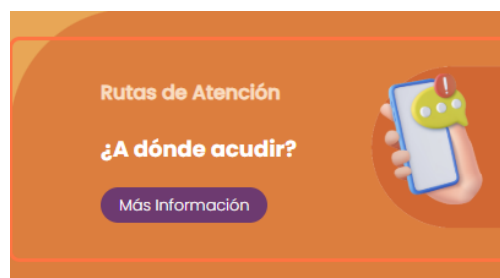 Rutas de Atención
¿A dónde acudir?
Más Información